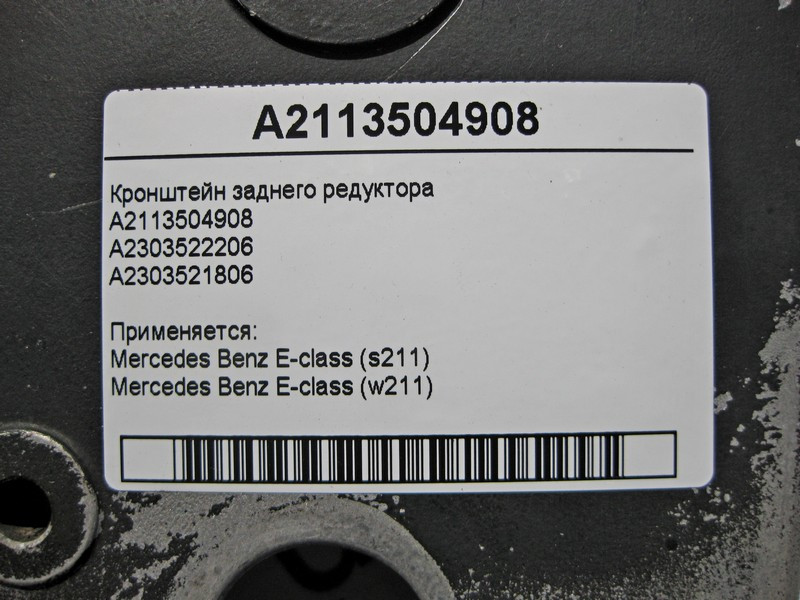 A2113504908
Кронштейн заднего редуктора
A2113504908
A2303522206
A2303521806
Применяется:
Mercedes Benz E-class (s211)
Mercedes Benz E-class (w211)